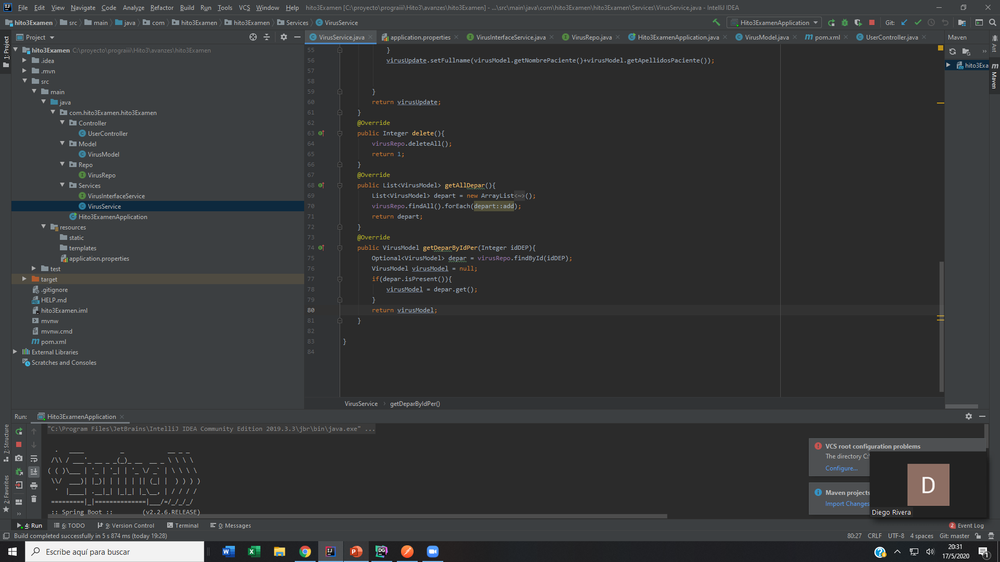 File Edit View Navigate Code Analyze Refactor Build Run Tools VCS Window Help hito3Examen [C:\proyecto\prograiii\Hito3\avanzes\hito3Examen] - ...\src\main\java\com\hito3Examen\hito3Examen\Services\VirusService.java - IntelliJ IDEA
hito3Examen src main java com hito3Examen hito3Examen Services VirusService Hito3ExamenApplication Git:
Project VirusService.java application.properties VirusInterfaceService.java VirusRepo.java Hito3ExamenApplication.java VirusModel.java pom.xml UserController.java Maven
1: Project
Ant
Maven
hito3Exa
hito3Examen C:\proyecto\prograiii\Hito3\avanzes\hito3Examen
.idea
.mvn
src
main
java
com.hito3Examen.hito3Examen
Controller
UserController
Model
VirusModel
Repo
VirusRepo
Services
VirusInterfaceService
VirusService
Hito3ExamenApplication
resources
static
templates
application.properties
test
target
.gitignore
HELP.md
hito3Examen.iml
mvnw
mvnw.cmd
pom.xml
External Libraries
Scratches and Consoles
55 }
56 virusUpdate.setFullname(virusModel.getNombrePaciente()+virusModel.getApellidosPaciente());
57
58
59 }
60 return virusUpdate;
61 }
62 @Override
63 public Integer delete(){
64 virusRepo.deleteAll();
65 return 1;
66 }
67 @Override
68 public List<VirusModel> getAllDepar(){
69 List<VirusModel> depart = new ArrayList<~>();
70 virusRepo.findAll().forEach(depart::add);
71 return depart;
72 }
73 @Override
74 public VirusModel getDeparByIdPer(Integer idDEP){
75 Optional<VirusModel> depar = virusRepo.findById(idDEP);
76 VirusModel virusModel = null;
77 if(depar.isPresent()){
78 virusModel = depar.get();
79 }
80 return virusModel;
81 }
82
83 }
84
VirusService getDeparByIdPer()
Run: Hito3ExamenApplication
7: Structure
2: Favorites
"C:\Program Files\JetBrains\IntelliJ IDEA Community Edition 2019.3.3\jbr\bin\java.exe" ...
  .   ____          _            __ _ _
 /\\ / ___'_ __ _ _(_)_ __  __ _ \ \ \ \
( ( )\___ | '_ | '_| | '_ \/ _` | \ \ \ \
 \\/  ___)| |_)| | | | | || (_| |  ) ) ) )
  '  |____| .__|_| |_|_| |_\__, | / / / /
 =========|_|==============|___/=/_/_/_/
 :: Spring Boot ::        (v2.2.6.RELEASE)
VCS root configuration problems
The directory C:\
Configure...
Maven projects
Import Changes
D
Diego Rivera
4: Run 6: TODO 9: Version Control Terminal 0: Messages 2 Event Log
Build completed successfully in 5 s 874 ms (today 19:28) 80:27 CRLF UTF-8 4 spaces Git: master
Escribe aquí para buscar
20:31
17/5/2020
1